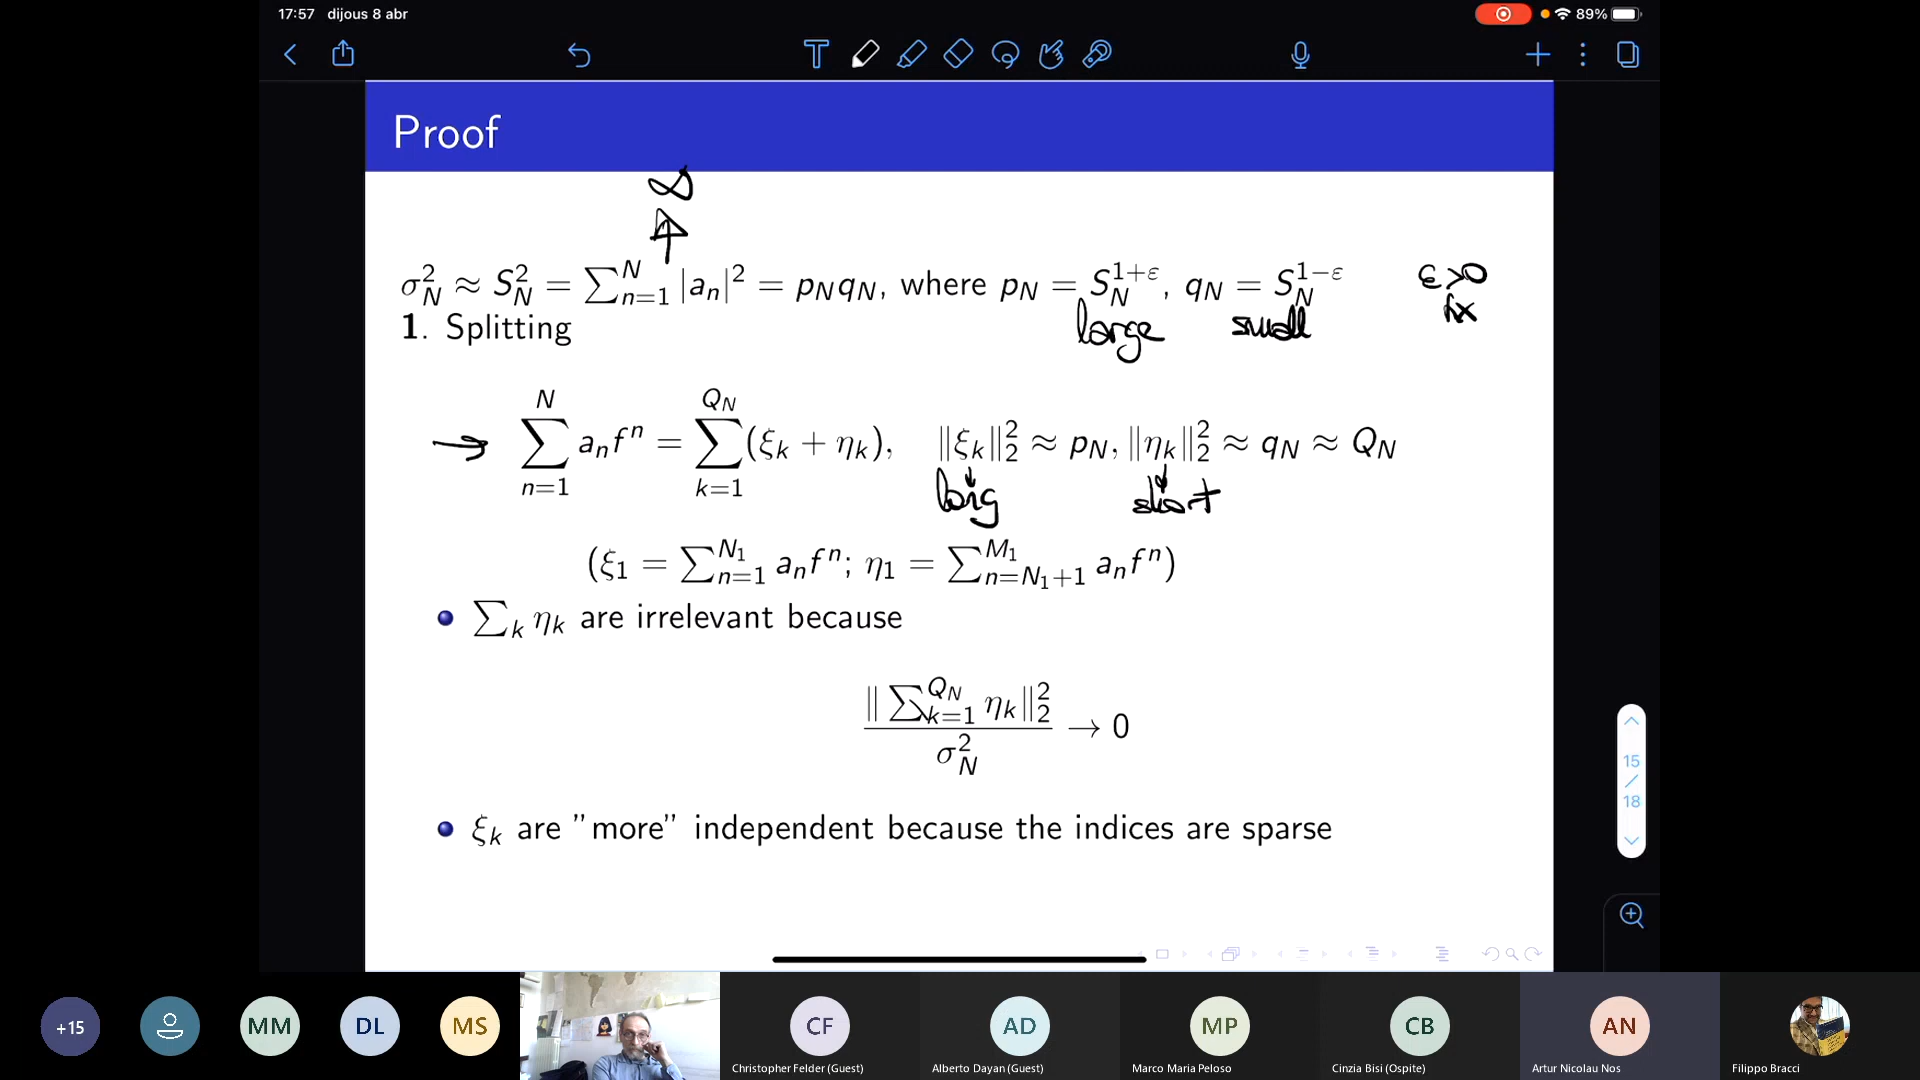 17:57 dijous 8 abr
89%
Proof
∞
↑
σ_N^2 ≈ S_N^2 = ∑_{n=1}^N |a_n|^2 = p_N q_N, where p_N = S_N^{1+ε}, q_N = S_N^{1−ε} ε>0
fix
large small
1. Splitting
→ ∑_{n=1}^N a_n f^n = ∑_{k=1}^{Q_N} (ξ_k + η_k), ‖ξ_k‖_2^2 ≈ p_N, ‖η_k‖_2^2 ≈ q_N ≈ Q_N
↓ ↓
long short
(ξ_1 = ∑_{n=1}^{N_1} a_n f^n; η_1 = ∑_{n=N_1+1}^{M_1} a_n f^n)
∑_k η_k are irrelevant because
‖ ∑_{k=1}^{Q_N} η_k‖_2^2 / σ_N^2 → 0
ξ_k are ”more” independent because the indices are sparse
15
/
18
+15
MM
DL
MS
CF
AD
MP
CB
AN
Christopher Felder (Guest)
Alberto Dayan (Guest)
Marco Maria Peloso
Cinzia Bisi (Ospite)
Artur Nicolau Nos
Filippo Bracci